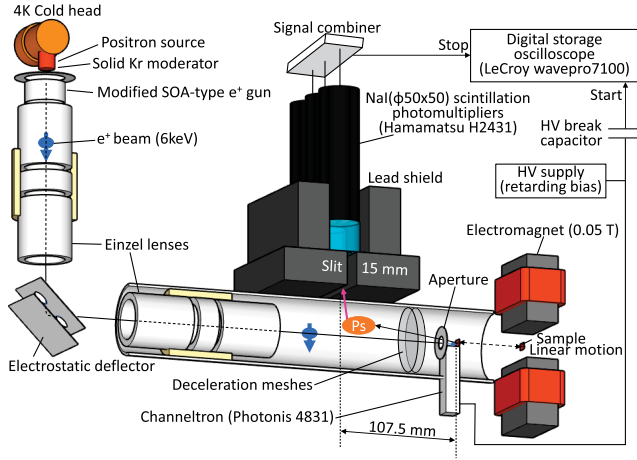 4K Cold head
Positron source
Solid Kr moderator
Modified SOA-type e⁺ gun
e⁺ beam (6keV)
Einzel lenses
Electrostatic deflector
Signal combiner
Stop
Digital storage
oscilloscope
(LeCroy wavepro7100)
Start
NaI(ϕ50x50) scintillation
photomultipliers
(Hamamatsu H2431)
HV break
capacitor
HV supply
(retarding bias)
Lead shield
Electromagnet (0.05 T)
Slit
15 mm
Aperture
Ps
Sample
Linear motion
Deceleration meshes
Channeltron (Photonis 4831)
107.5 mm